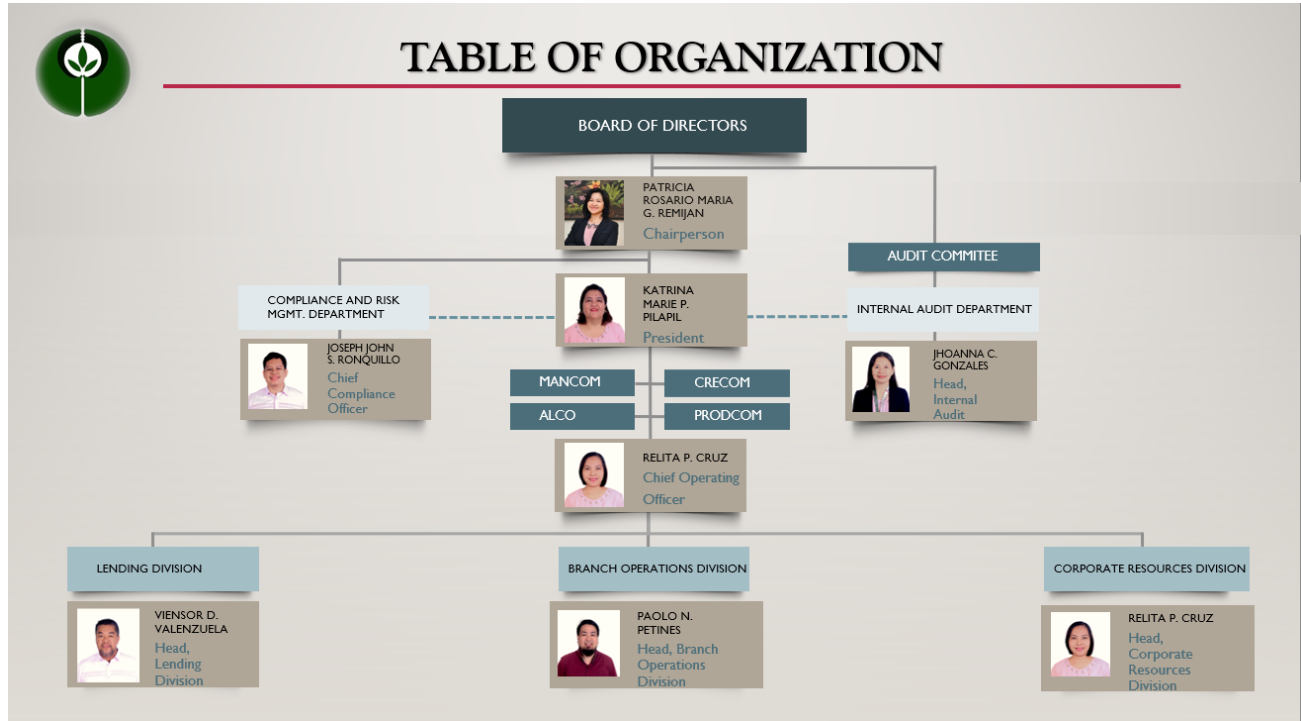 TABLE OF ORGANIZATION
BOARD OF DIRECTORS
PATRICIA
ROSARIO MARIA
G. REMIJAN
Chairperson
AUDIT COMMITEE
COMPLIANCE AND RISK
MGMT. DEPARTMENT
KATRINA
MARIE P.
PILAPIL
President
INTERNAL AUDIT DEPARTMENT
JOSEPH JOHN
S. RONQUILLO
Chief
Compliance
Officer
JHOANNA C.
GONZALES
Head,
Internal
Audit
MANCOM
CRECOM
ALCO
PRODCOM
RELITA P. CRUZ
Chief Operating
Officer
LENDING DIVISION
BRANCH OPERATIONS DIVISION
CORPORATE RESOURCES DIVISION
VIENSOR D.
VALENZUELA
Head,
Lending
Division
PAOLO N.
PETINES
Head, Branch
Operations
Division
RELITA P. CRUZ
Head,
Corporate
Resources
Division